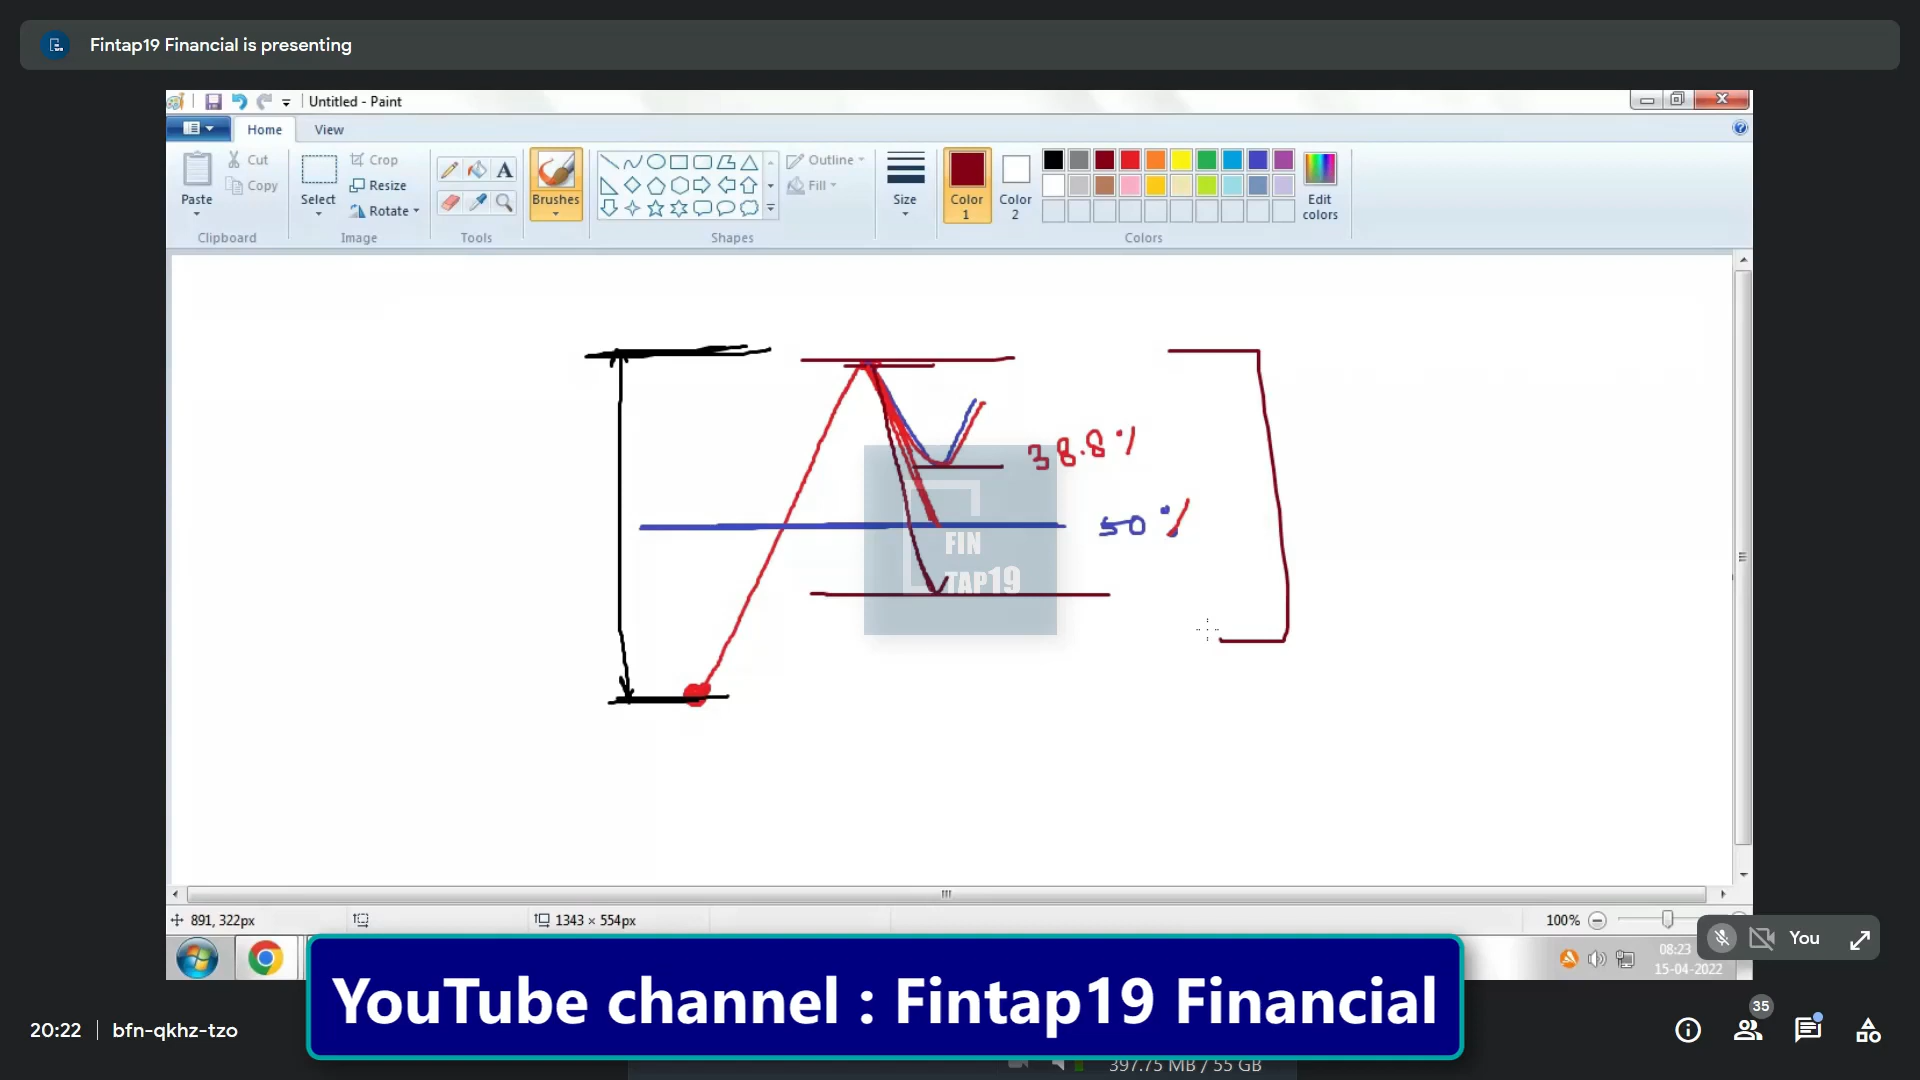 Fintap19 Financial is presenting
Untitled - Paint
Home View
Cut
Copy
Paste
Clipboard
Select
Crop
Resize
Rotate
Image
A
Tools
Brushes
Outline
Fill
Shapes
Size
Color 1
Color 2
Edit colors
Colors
38.8%
50%
FIN
TAP19
891, 322px
1343 × 554px
100%
You
08:23
15-04-2022
YouTube channel : Fintap19 Financial
20:22 | bfn-qkhz-tzo
35
397.75 MB / 55 GB